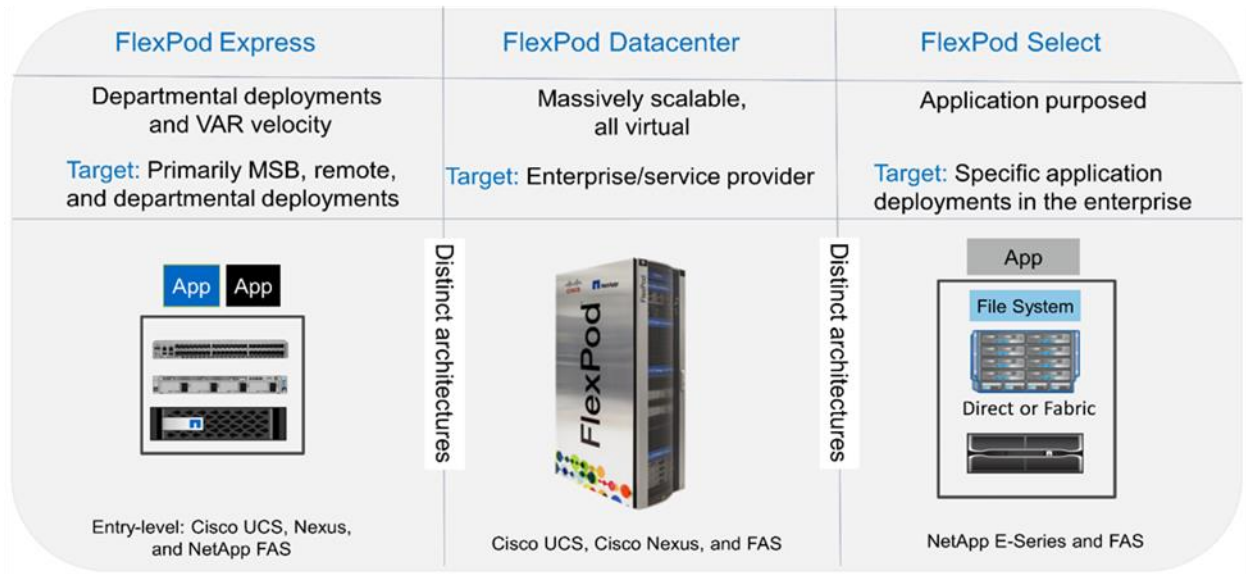 FlexPod Express
FlexPod Datacenter
FlexPod Select
Departmental deployments
and VAR velocity
Massively scalable,
all virtual
Application purposed
Target: Primarily MSB, remote,
and departmental deployments
Target: Enterprise/service provider
Target: Specific application
deployments in the enterprise
App
App
Distinct architectures
CISCO
NetApp
FlexPod
FlexPod
Distinct architectures
App
File System
Direct or Fabric
Entry-level: Cisco UCS, Nexus,
and NetApp FAS
Cisco UCS, Cisco Nexus, and FAS
NetApp E-Series and FAS